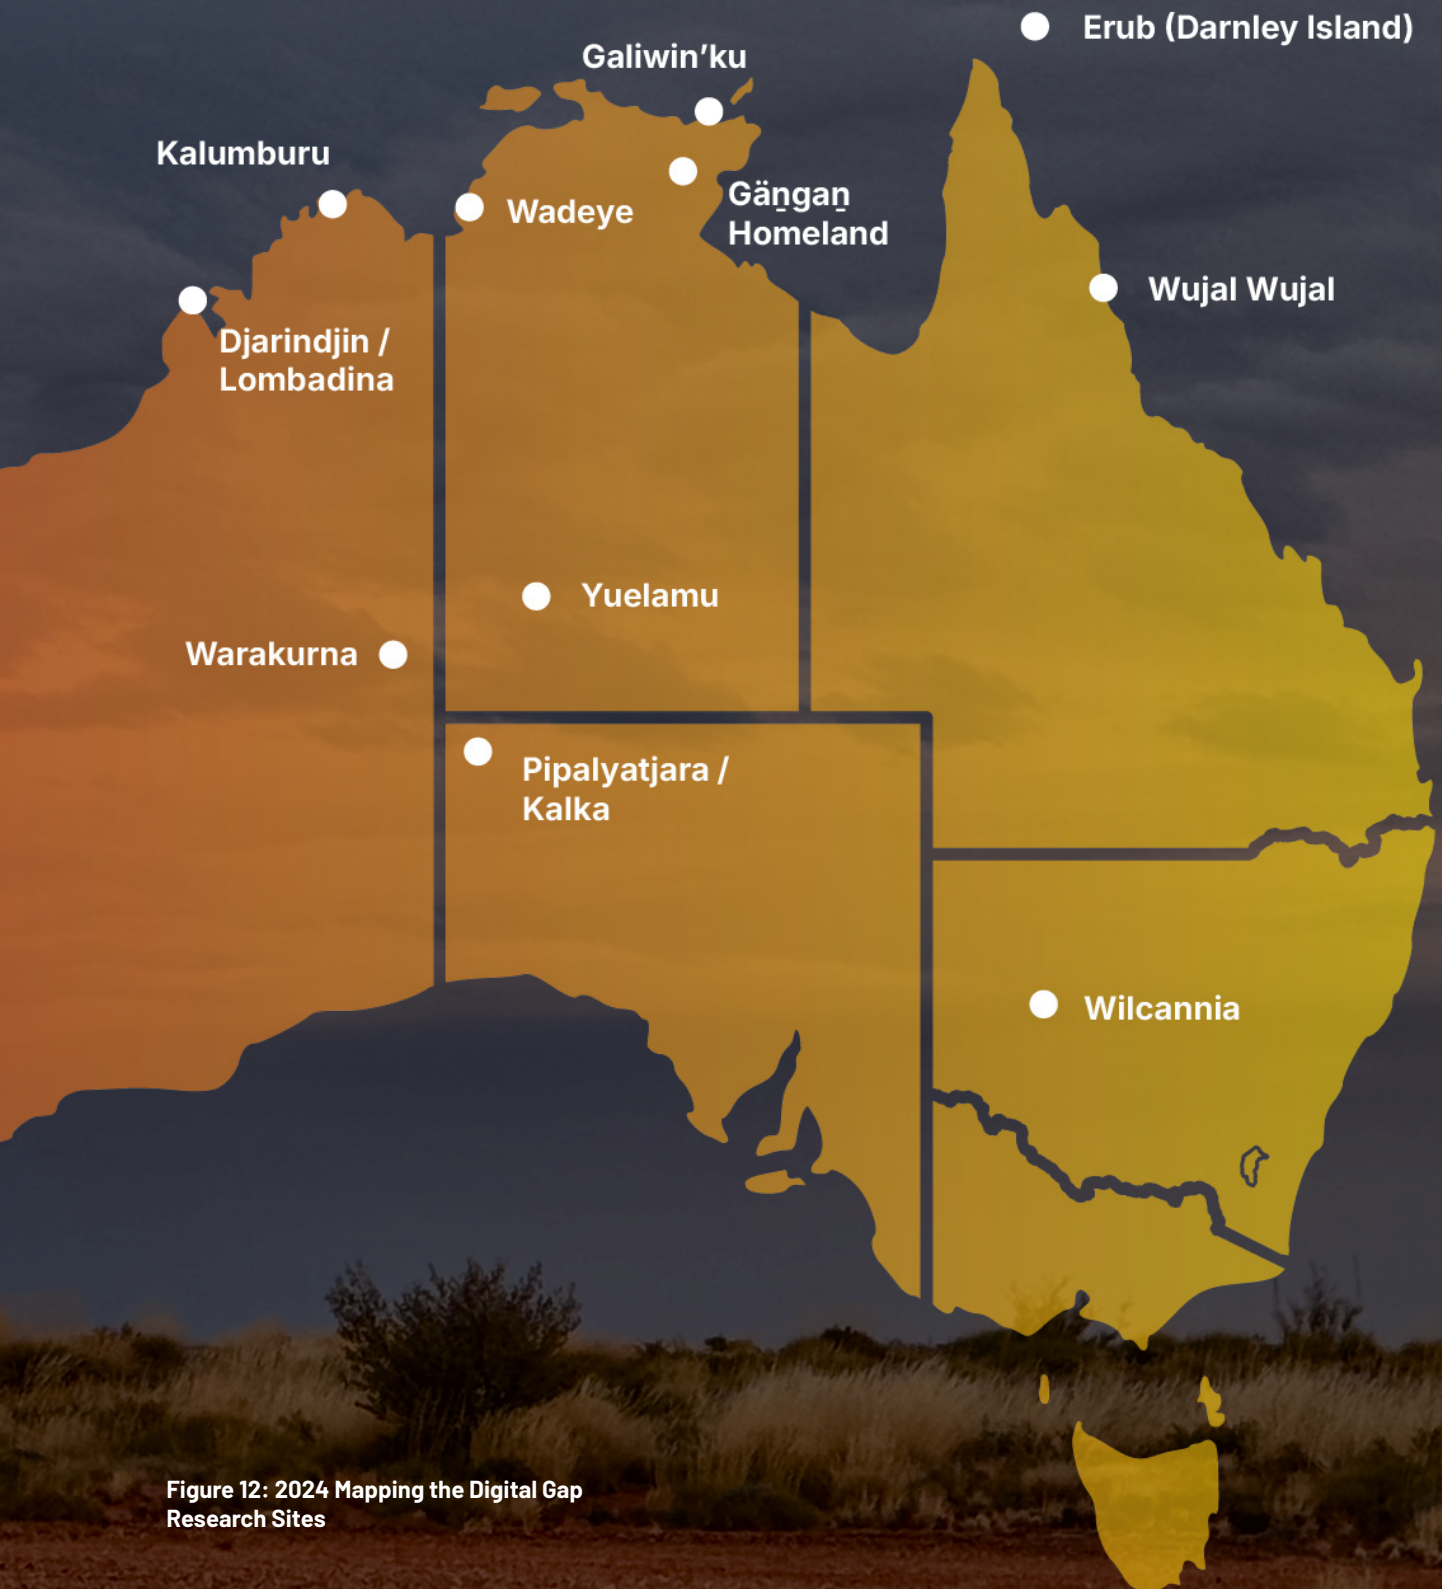 Erub (Darnley Island)
Galiwin’ku
Kalumburu
Gäṉgaṉ
Homeland
Wadeye
Wujal Wujal
Djarindjin /
Lombadina
Yuelamu
Warakurna
Pipalyatjara /
Kalka
Wilcannia
Figure 12: 2024 Mapping the Digital Gap
Research Sites